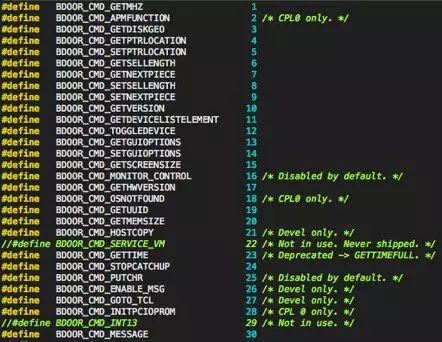 #define BDOOR_CMD_GETMHZ 1
#define BDOOR_CMD_APMFUNCTION 2 /* CPL0 only. */
#define BDOOR_CMD_GETDISKGEO 3
#define BDOOR_CMD_GETPTRLOCATION 4
#define BDOOR_CMD_SETPTRLOCATION 5
#define BDOOR_CMD_GETSELLENGTH 6
#define BDOOR_CMD_GETNEXTPIECE 7
#define BDOOR_CMD_SETSELLENGTH 8
#define BDOOR_CMD_SETNEXTPIECE 9
#define BDOOR_CMD_GETVERSION 10
#define BDOOR_CMD_GETDEVICELISTELEMENT 11
#define BDOOR_CMD_TOGGLEDEVICE 12
#define BDOOR_CMD_GETGUIOPTIONS 13
#define BDOOR_CMD_SETGUIOPTIONS 14
#define BDOOR_CMD_GETSCREENSIZE 15
#define BDOOR_CMD_MONITOR_CONTROL 16 /* Disabled by default. */
#define BDOOR_CMD_GETHWVERSION 17
#define BDOOR_CMD_OSNOTFOUND 18 /* CPL0 only. */
#define BDOOR_CMD_GETUUID 19
#define BDOOR_CMD_GETMEMSIZE 20
#define BDOOR_CMD_HOSTCOPY 21 /* Devel only. */
//#define BDOOR_CMD_SERVICE_VM 22 /* Not in use. Never shipped. */
#define BDOOR_CMD_GETTIME 23 /* Deprecated -> GETTIMEFULL. */
#define BDOOR_CMD_STOPCATCHUP 24
#define BDOOR_CMD_PUTCHR 25 /* Disabled by default. */
#define BDOOR_CMD_ENABLE_MSG 26 /* Devel only. */
#define BDOOR_CMD_GOTO_TCL 27 /* Devel only. */
#define BDOOR_CMD_INITPCIOPROM 28 /* CPL 0 only. */
//#define BDOOR_CMD_INT13 29 /* Not in use. */
#define BDOOR_CMD_MESSAGE 30